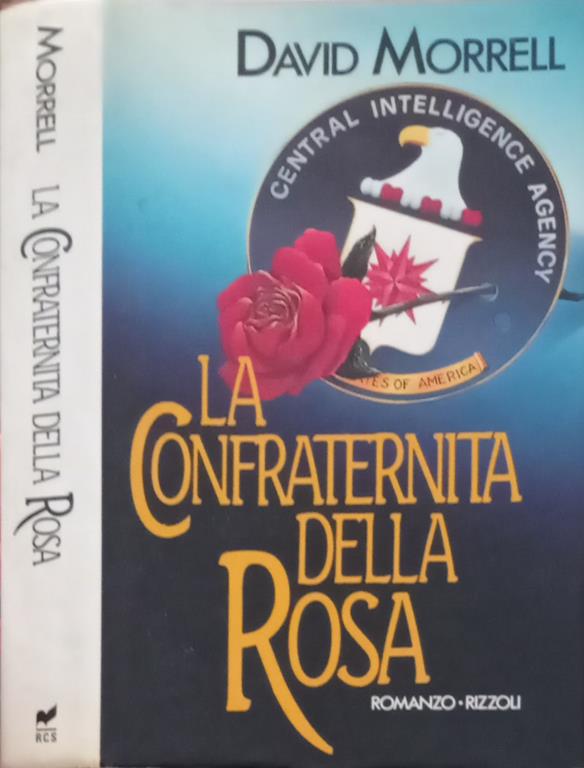 MORRELL LA CONFRATERNITA DELLA ROSA
RCS
DAVID MORRELL
CENTRAL INTELLIGENCE AGENCY
ES OF AMERICA
LA
CONFRATERNITA
DELLA
ROSA
ROMANZO • RIZZOLI